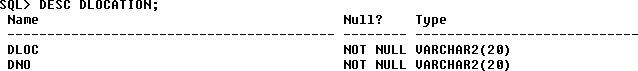 SQL> DESC DLOCATION;
Name Null? Type
----------------------------------------- -------- ----------------------------
DLOC NOT NULL VARCHAR2(20)
DNO NOT NULL VARCHAR2(20)